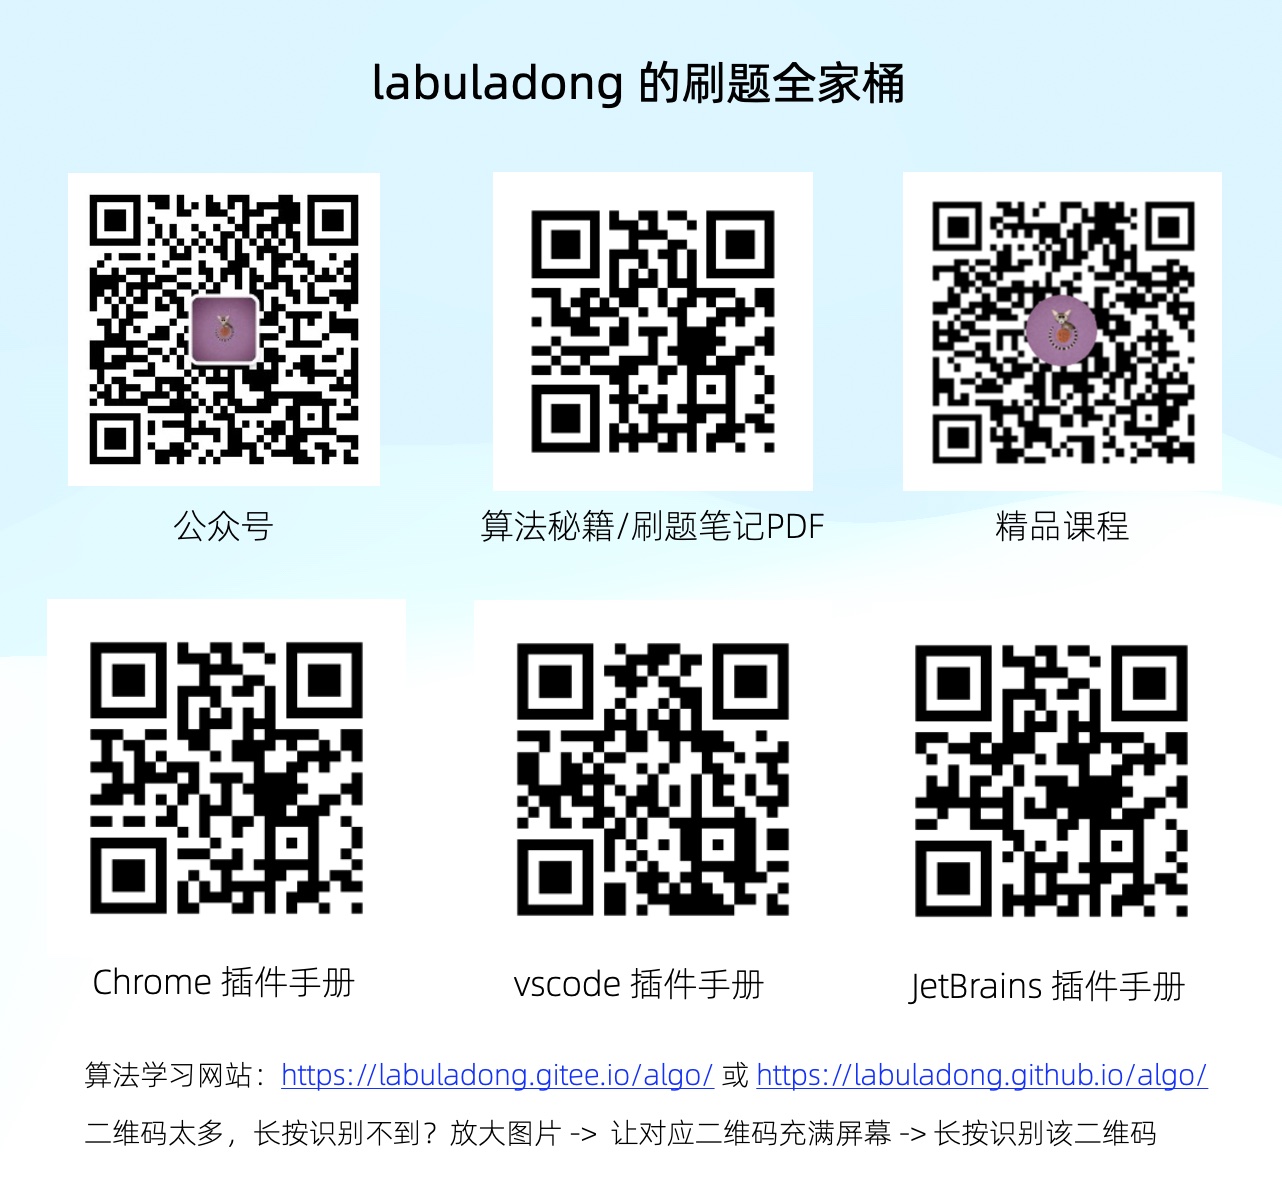 labuladong 的刷题全家桶
公众号
算法秘籍/刷题笔记PDF
精品课程
Chrome 插件手册
vscode 插件手册
JetBrains 插件手册
算法学习网站：https://labuladong.gitee.io/algo/ 或 https://labuladong.github.io/algo/
二维码太多，长按识别不到？放大图片 -> 让对应二维码充满屏幕 -> 长按识别该二维码